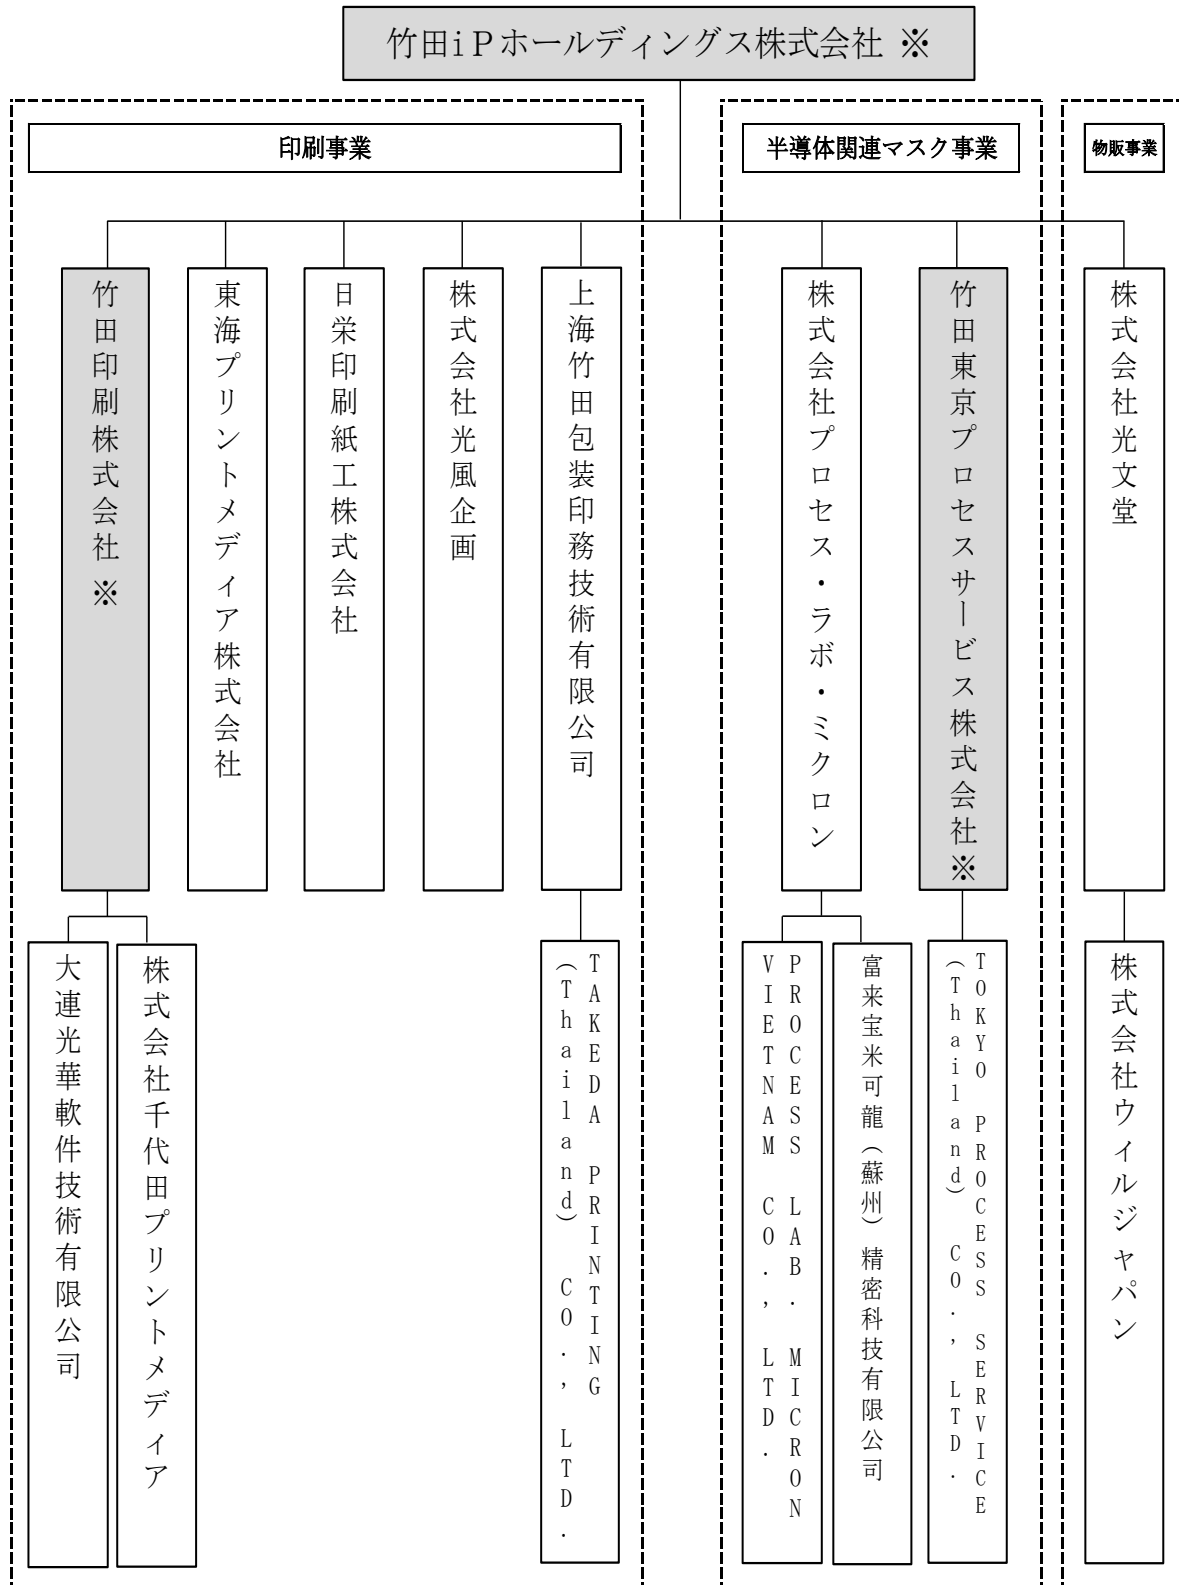 竹田iPホールディングス株式会社 ※
印刷事業
半導体関連マスク事業
物販事業
竹田印刷株式会社※
東海プリントメディア株式会社
日栄印刷紙工株式会社
株式会社光風企画
上海竹田包装印務技術有限公司
株式会社プロセス・ラボ・ミクロン
竹田東京プロセスサービス株式会社※
株式会社光文堂
大連光華軟件技術有限公司
株式会社千代田プリントメディア
TAKEDA PRINTING
(Thailand) CO., LTD.
PROCESS LAB. MICRON
VIETNAM CO., LTD.
富来宝米可龍(蘇州)精密科技有限公司
TOKYO PROCESS SERVICE
(Thailand) CO., LTD.
株式会社ウィルジャパン